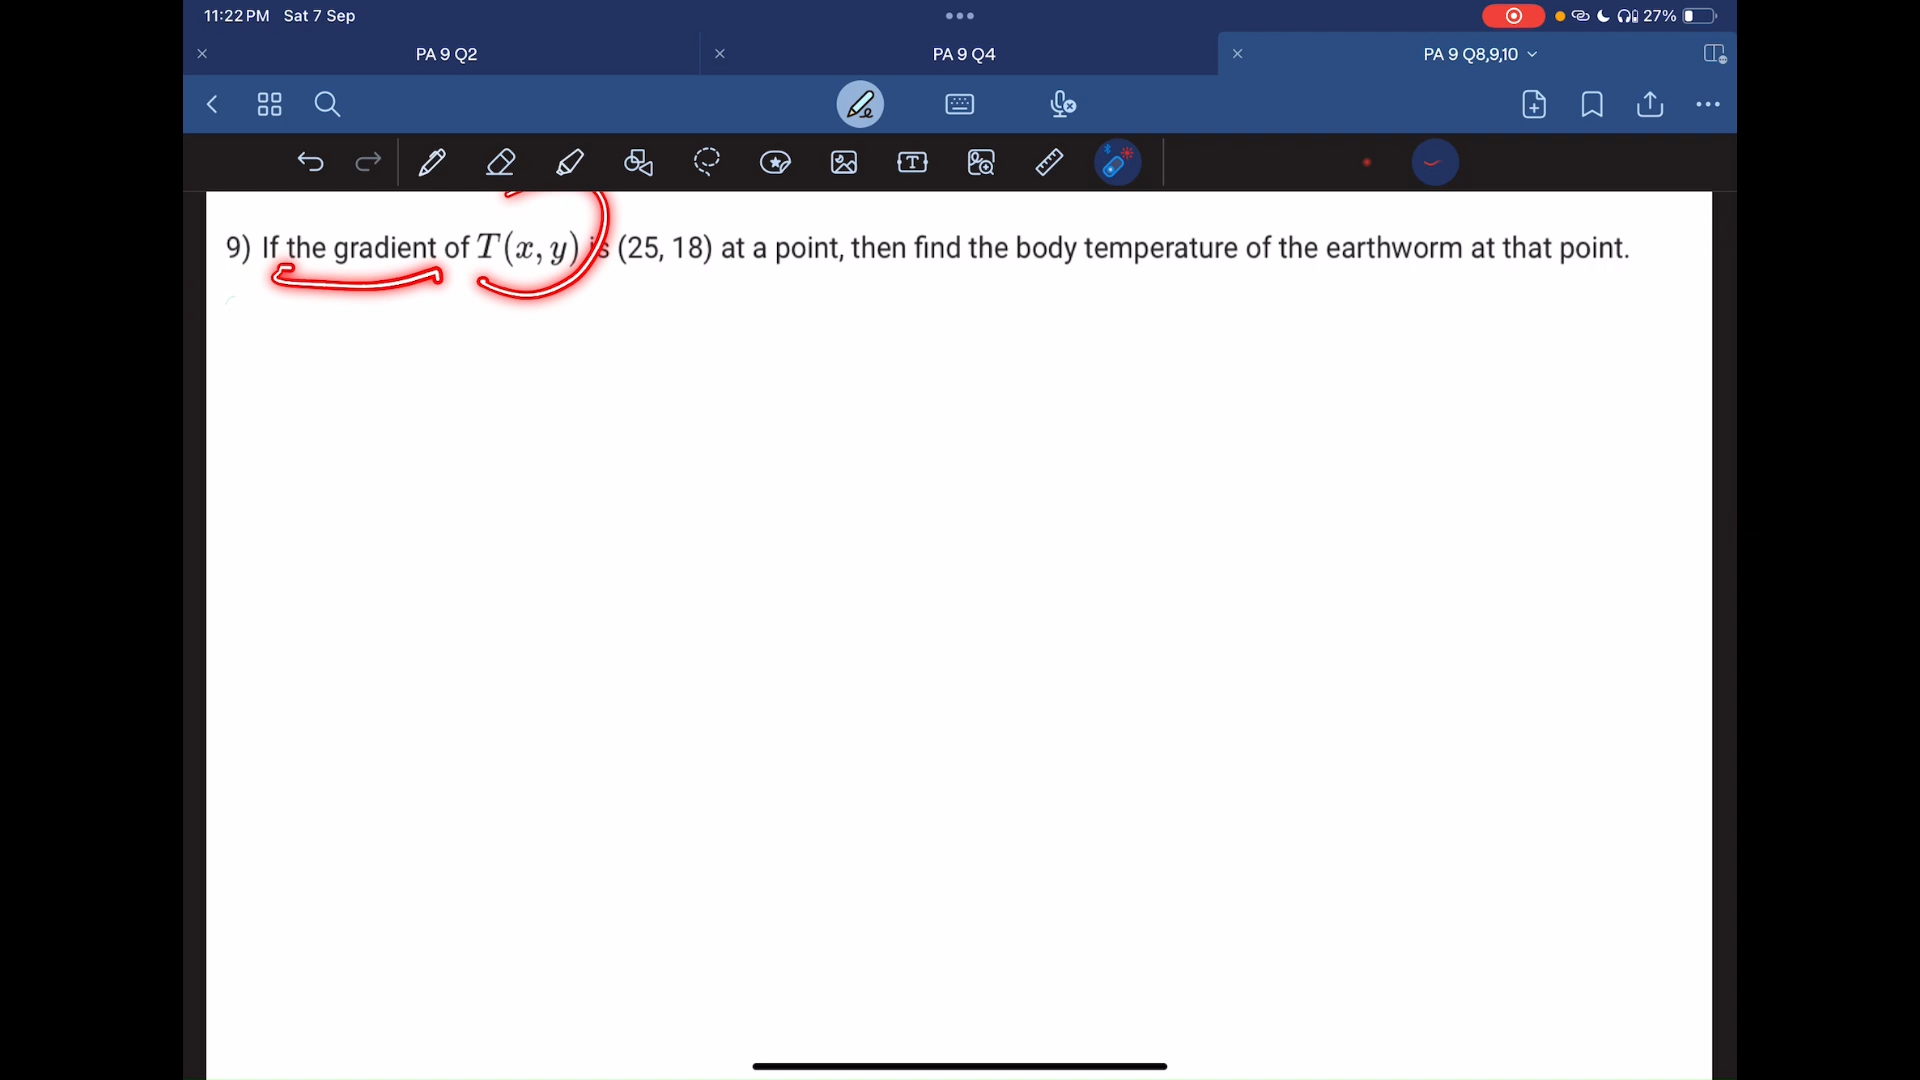 11:22 PM Sat 7 Sep
27%
PA 9 Q2
PA 9 Q4
PA 9 Q8,9,10
9) If the gradient of T(x, y) is (25, 18) at a point, then find the body temperature of the earthworm at that point.